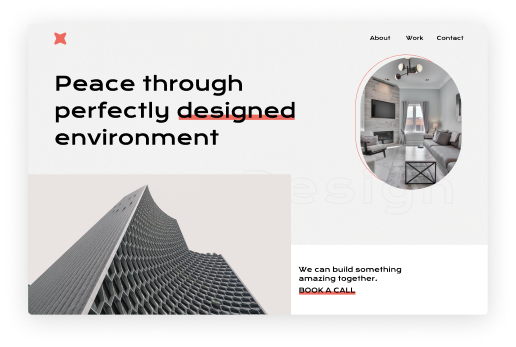 About Work Contact
Peace through
perfectly designed
environment
Design
We can build something
amazing together.
BOOK A CALL